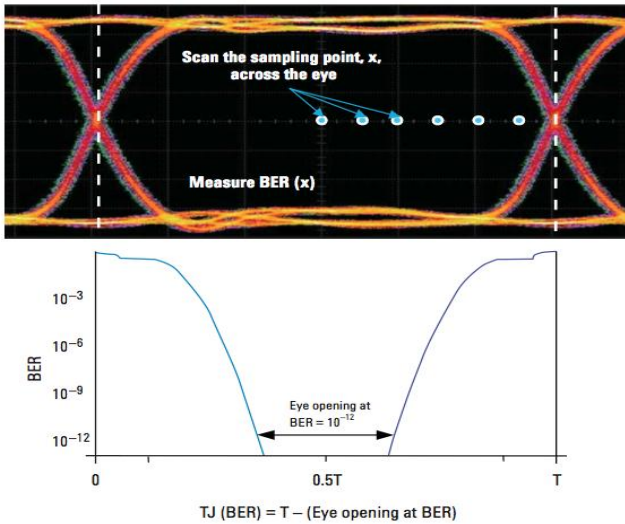 Scan the sampling point, x,
across the eye
Measure BER (x)
BER
10⁻³
10⁻⁶
10⁻⁹
10⁻¹²
Eye opening at
BER = 10⁻¹²
0
0.5T
T
TJ (BER) = T – (Eye opening at BER)